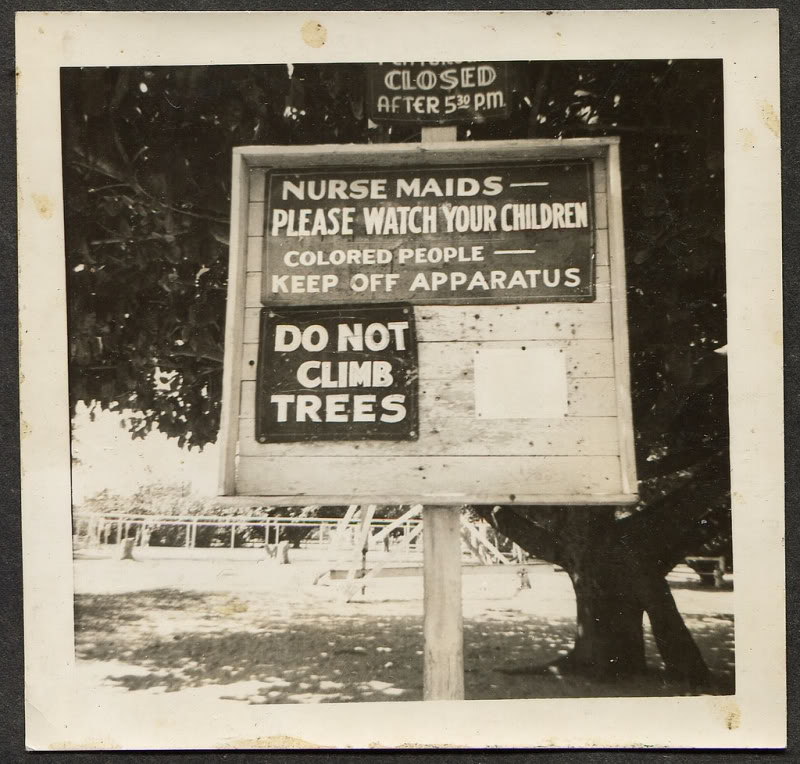 CLOSED
AFTER 5³⁰ P.M.
NURSE MAIDS —
PLEASE WATCH YOUR CHILDREN
COLORED PEOPLE —
KEEP OFF APPARATUS
DO NOT
CLIMB
TREES